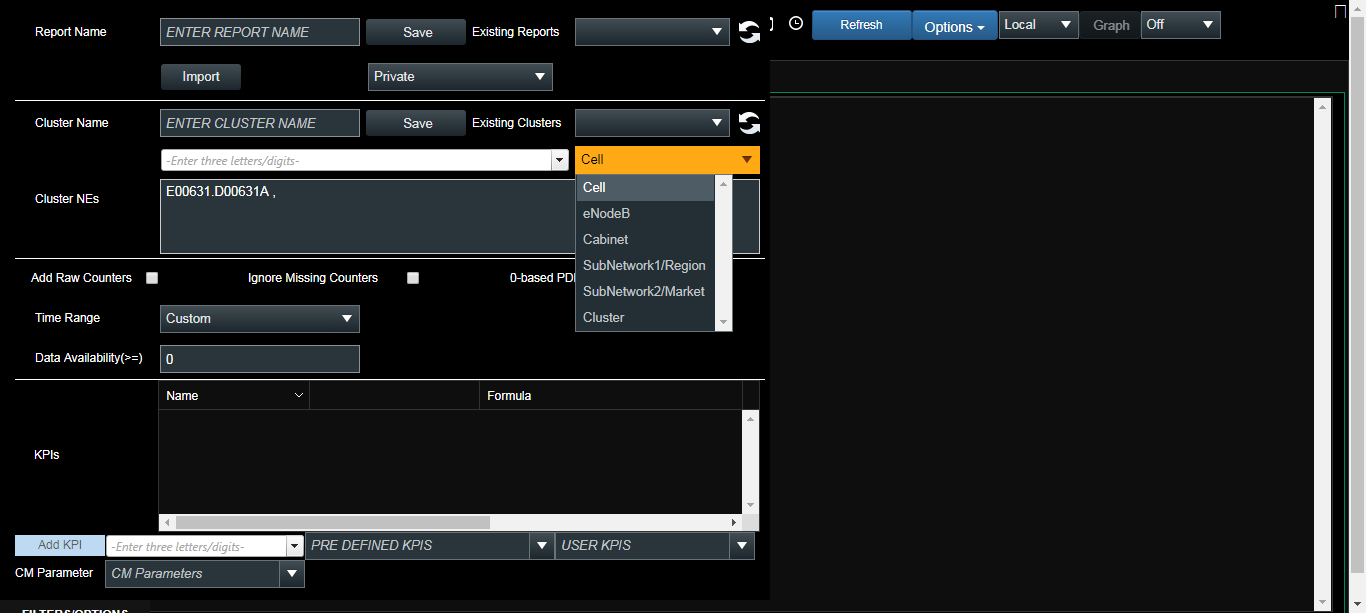 Report Name ENTER REPORT NAME Save Existing Reports Refresh Options Local Graph Off
Import Private
Cluster Name ENTER CLUSTER NAME Save Existing Clusters
-Enter three letters/digits- Cell
Cluster NEs E00631.D00631A , Cell
eNodeB
Cabinet
SubNetwork1/Region
SubNetwork2/Market
Cluster
Add Raw Counters Ignore Missing Counters 0-based PD
Time Range Custom
Data Availability(>=) 0
Name Formula
KPIs
Add KPI -Enter three letters/digits- PRE DEFINED KPIS USER KPIS
CM Parameter CM Parameters
FILTERS/OPTIONS